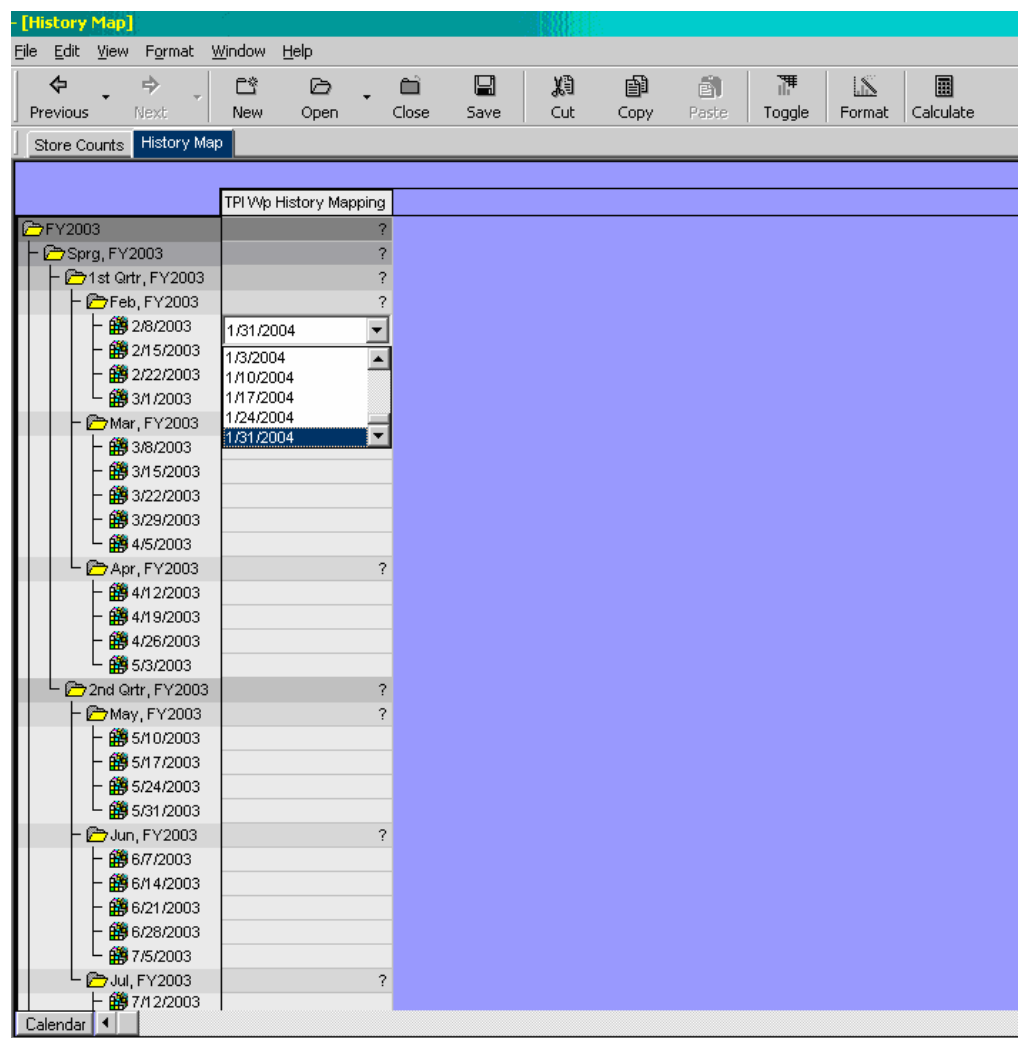 - [History Map]
File Edit View Format Window Help
Previous Next New Open Close Save Cut Copy Paste Toggle Format Calculate
Store Counts History Map
TPI Wp History Mapping
FY2003 ?
Sprg, FY2003 ?
1st Qrtr, FY2003 ?
Feb, FY2003 ?
2/8/2003 1/31/2004
2/15/2003 1/3/2004
2/22/2003 1/10/2004
3/1/2003 1/17/2004
Mar, FY2003 1/24/2004
3/8/2003 1/31/2004
3/15/2003
3/22/2003
3/29/2003
4/5/2003
Apr, FY2003 ?
4/12/2003
4/19/2003
4/26/2003
5/3/2003
2nd Qrtr, FY2003 ?
May, FY2003 ?
5/10/2003
5/17/2003
5/24/2003
5/31/2003
Jun, FY2003 ?
6/7/2003
6/14/2003
6/21/2003
6/28/2003
7/5/2003
Jul, FY2003 ?
7/12/2003
Calendar